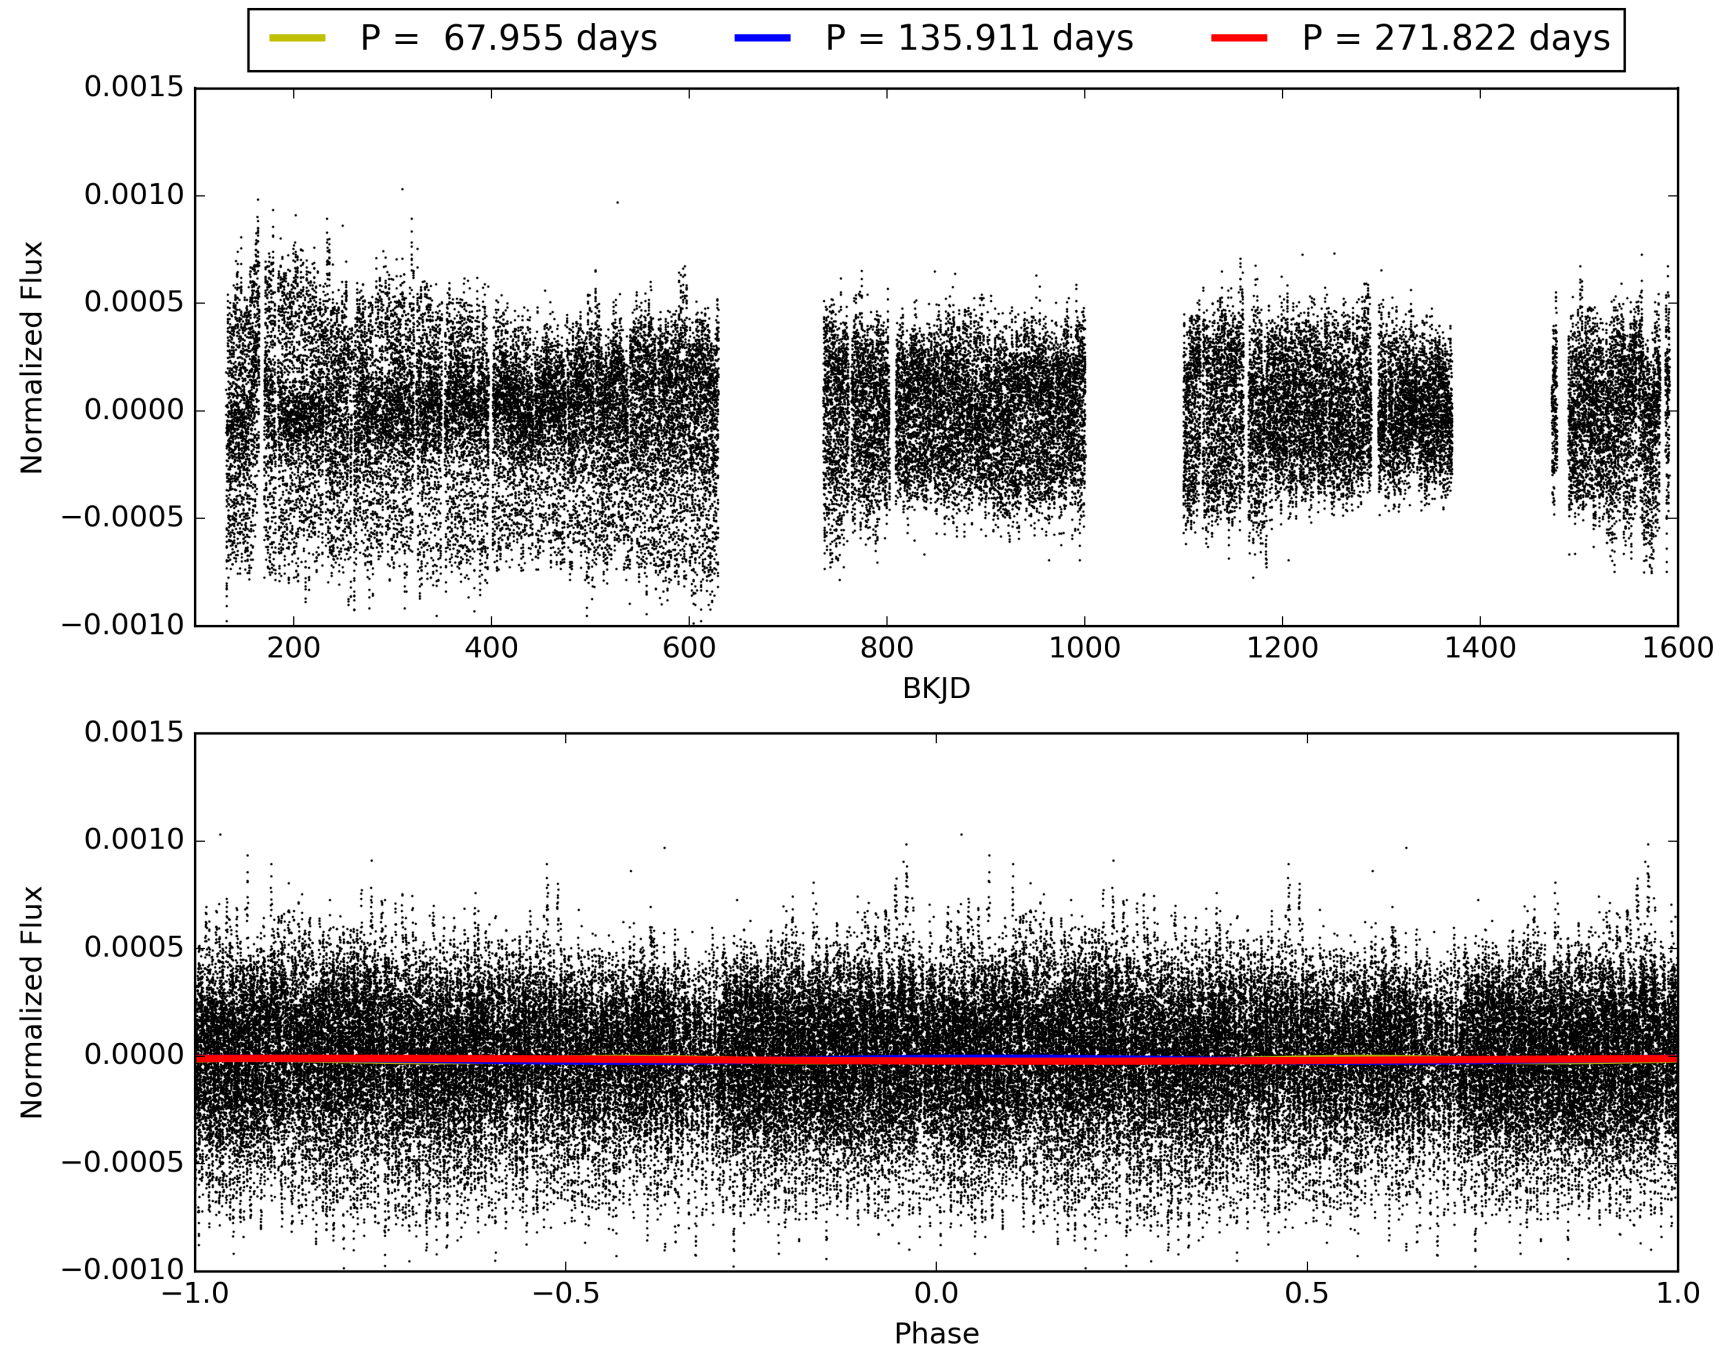 P =  67.955 days P = 135.911 days P = 271.822 days
0.0015
0.0010
0.0005
0.0000
−0.0005
−0.0010
Normalized Flux
200 400 600 800 1000 1200 1400 1600
BKJD
0.0015
0.0010
0.0005
0.0000
−0.0005
−0.0010
Normalized Flux
−1.0 −0.5 0.0 0.5 1.0
Phase